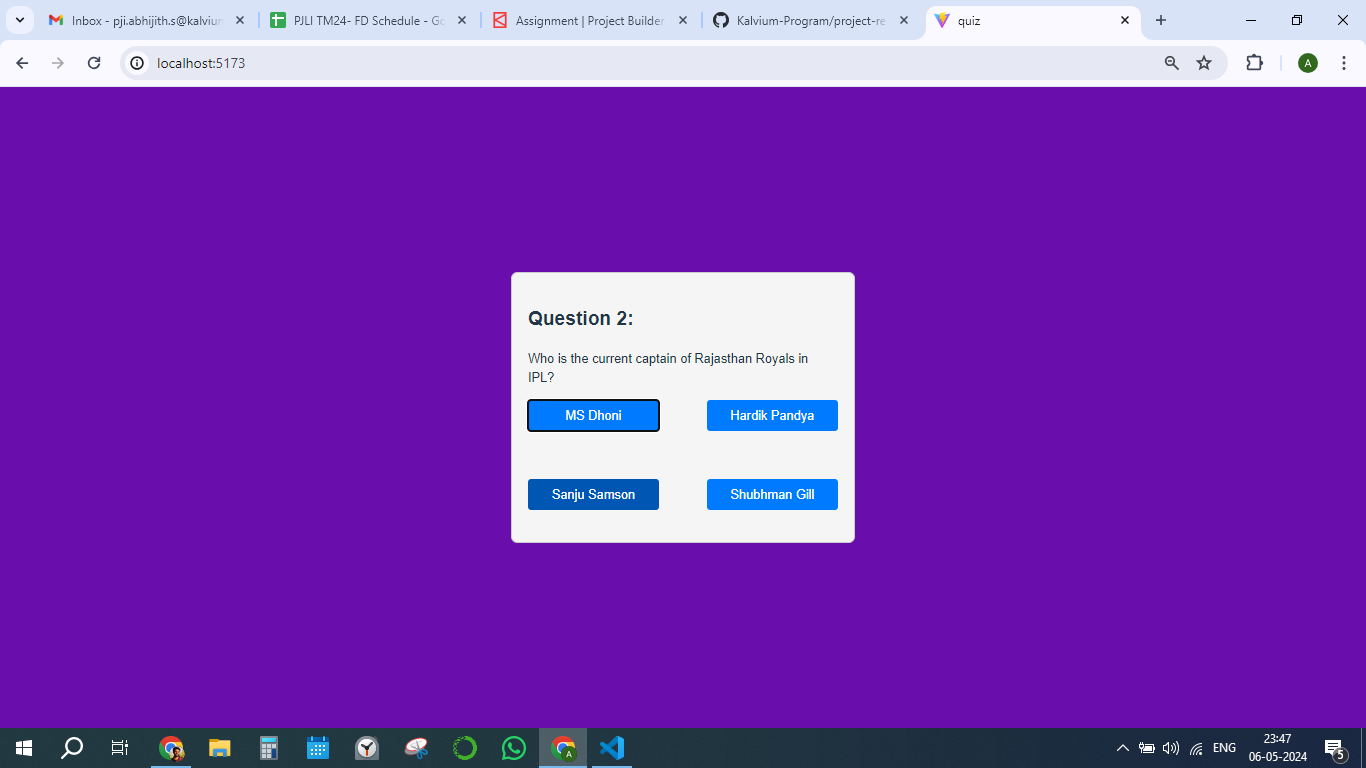 Inbox - pji.abhijith.s@kalvium
PJLI TM24- FD Schedule - Go
Assignment | Project Builder
Kalvium-Program/project-re
quiz
localhost:5173
A
Question 2:
Who is the current captain of Rajasthan Royals in
IPL?
MS Dhoni
Hardik Pandya
Sanju Samson
Shubhman Gill
A
ENG
23:47
06-05-2024
5